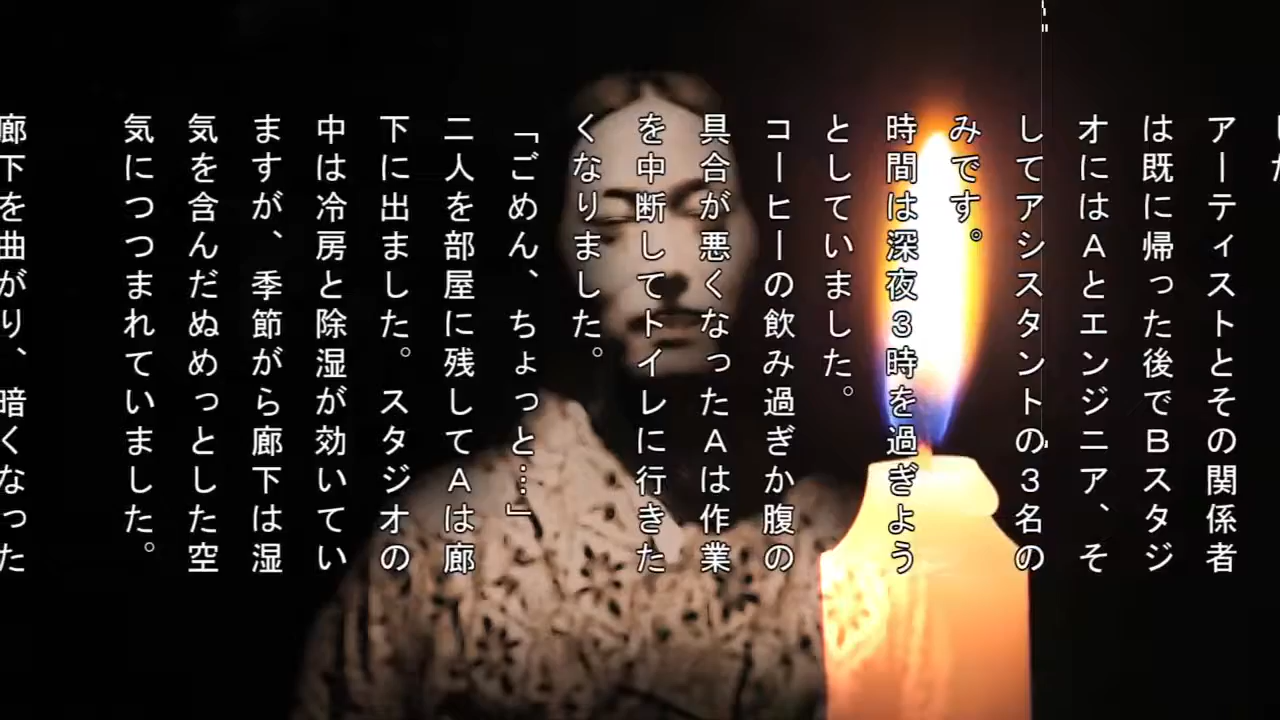 アーティストとその関係者
は既に帰った後でBスタジ
オにはAとエンジニア、そ
してアシスタントの3名の
みです。
時間は深夜3時を過ぎよう
としていました。
コーヒーの飲み過ぎか腹の
具合が悪くなったAは作業
を中断してトイレに行きた
くなりました。
「ごめん、ちょっと…」
二人を部屋に残してAは廊
下に出ました。スタジオの
中は冷房と除湿が効いてい
ますが、季節がら廊下は湿
気を含んだぬめっとした空
気につつまれていました。
廊下を曲がり、暗くなった